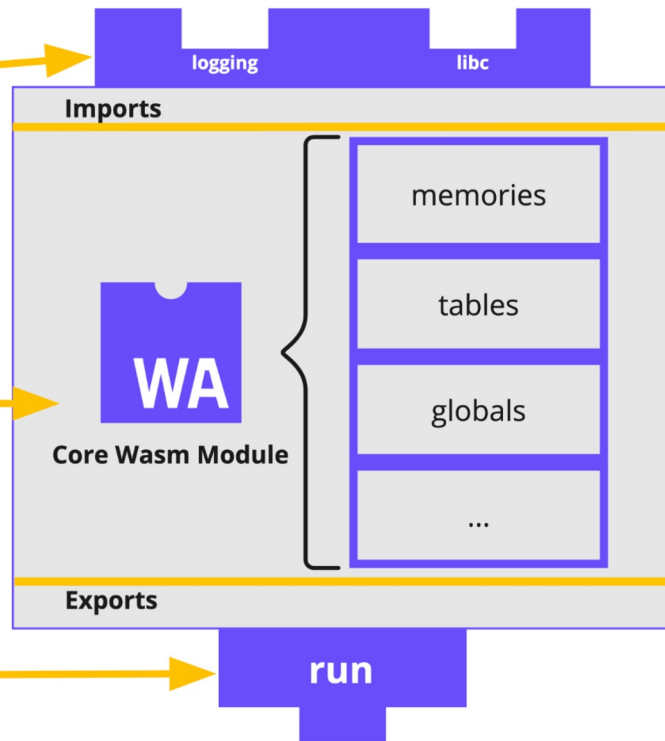 logging
libc
Imports
memories
tables
WA
globals
Core Wasm Module
...
Exports
run